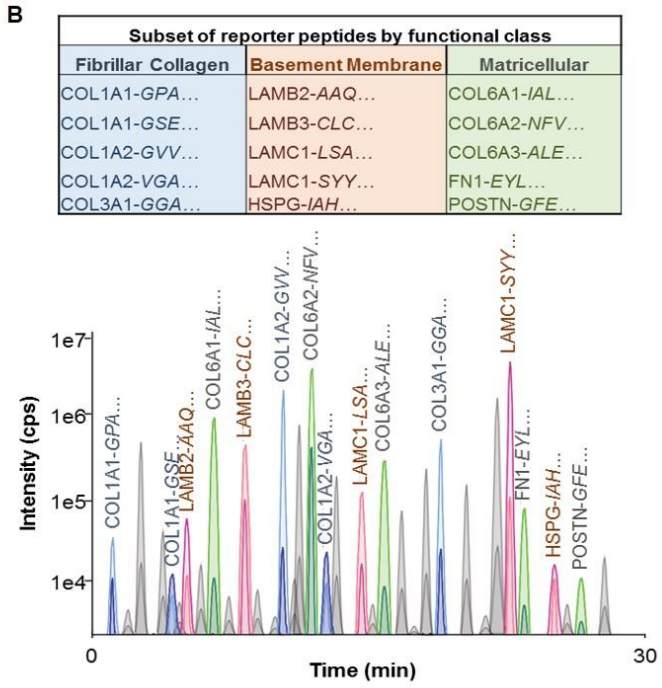 B
Subset of reporter peptides by functional class
Fibrillar Collagen Basement Membrane Matricellular
COL1A1-GPA... LAMB2-AAQ... COL6A1-IAL...
COL1A1-GSE... LAMB3-CLC... COL6A2-NFV...
COL1A2-GVV... LAMC1-LSA... COL6A3-ALE...
COL1A2-VGA... LAMC1-SYY... FN1-EYL...
COL3A1-GGA... HSPG-IAH... POSTN-GFE...
Intensity (cps)
1e7
1e6
1e5
1e4
COL1A1-GPA...
COL1A1-GSE...
LAMB2-AAQ...
COL6A1-IAL...
LAMB3-CLC...
COL1A2-GVV...
COL6A2-NFV...
COL1A2-VGA...
LAMC1-LSA...
COL6A3-ALE...
COL3A1-GGA...
LAMC1-SYY...
FN1-EYL...
HSPG-IAH...
POSTN-GFE...
0 30
Time (min)